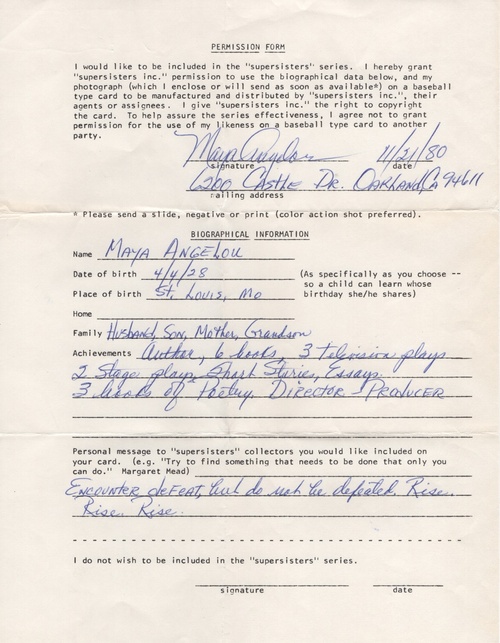 PERMISSION FORM
I would like to be included in the "supersisters" series. I hereby grant
"supersisters inc." permission to use the biographical data below, and my
photograph (which I enclose or will send as soon as available*) on a baseball
type card to be manufactured and distributed by "supersisters inc.", their
agents or assignees. I give "supersisters inc." the right to copyright
the card. To help assure the series effectiveness, I agree not to grant
permission for the use of my likeness on a baseball type card to another
party.
Maya Angelou 11/21/80
signature date
6200 Castle Dr. Oakland, Ca 94611
mailing address
* Please send a slide, negative or print (color action shot preferred).
BIOGRAPHICAL INFORMATION
Name MAYA ANGELOU
Date of birth 4/4/28 (As specifically as you choose --
Place of birth St. Louis, Mo so a child can learn whose
birthday she/he shares)
Home
Family Husband, Son, Mother, Grandson
Achievements Author, 6 books, 3 Television plays
2 Stage plays, Short Stories, Essays.
3 books of Poetry, DIRECTOR & PRODUCER
Personal message to "supersisters" collectors you would like included on
your card. (e.g. "Try to find something that needs to be done that only you
can do." Margaret Mead)
Encounter defeat, but do not be defeated. Rise.
Rise. Rise.
I do not wish to be included in the "supersisters" series.
signature date